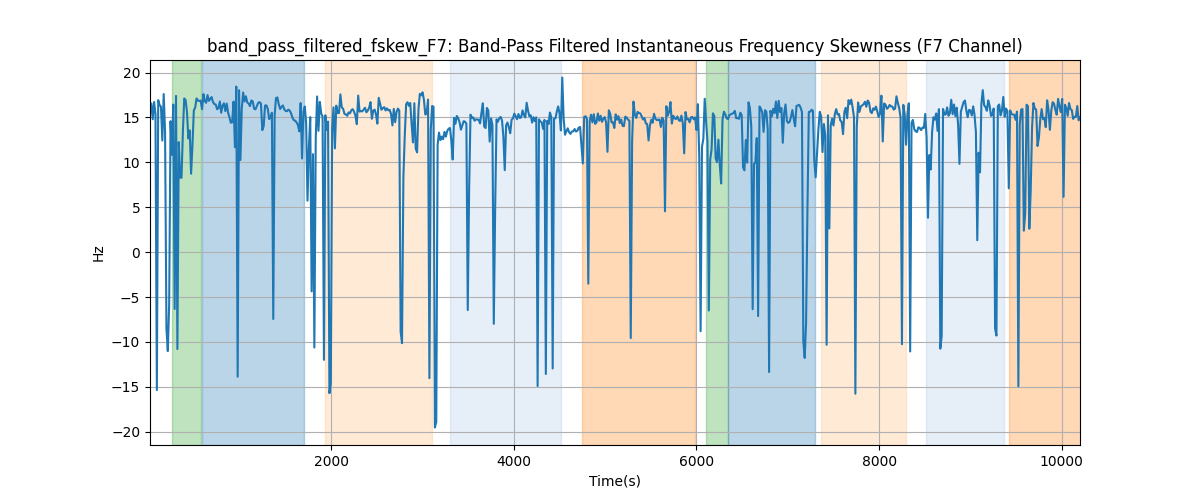 band_pass_filtered_fskew_F7: Band-Pass Filtered Instantaneous Frequency Skewness (F7 Channel)
20
15
10
5
0
−5
−10
−15
−20
Hz
2000 4000 6000 8000 10000
Time(s)